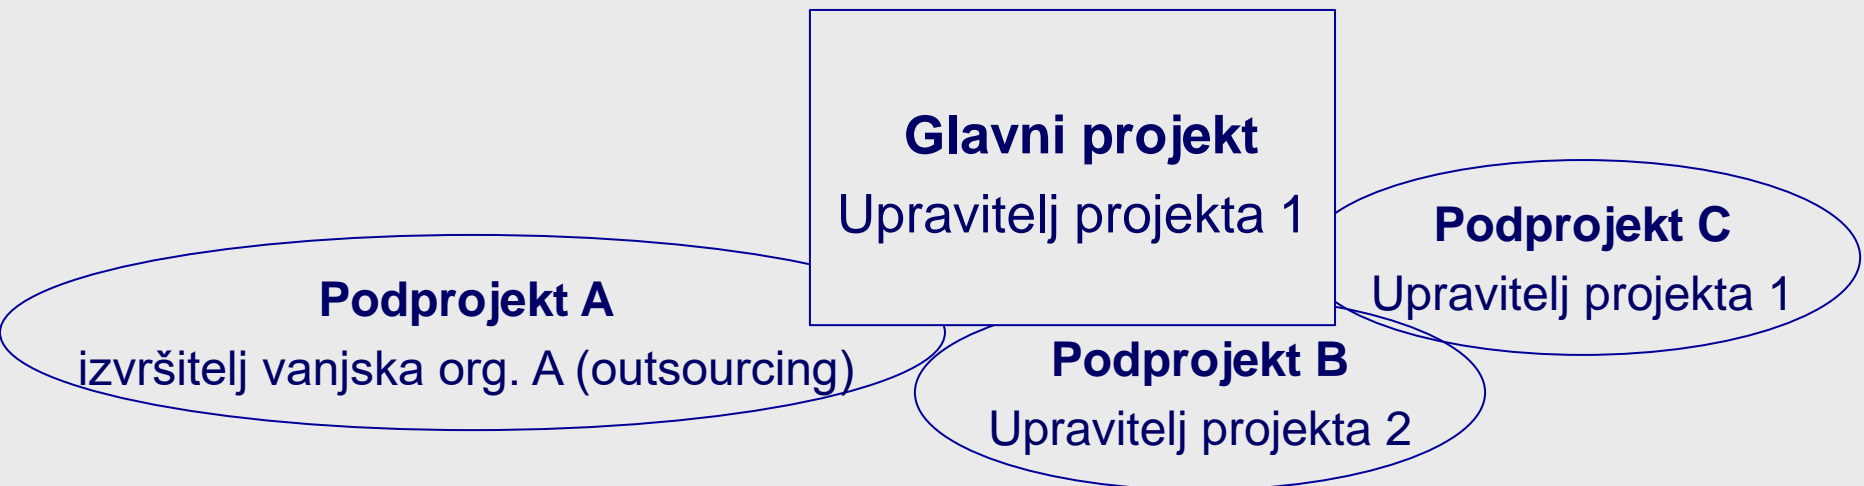 Glavni projekt
Upravitelj projekta 1
Podprojekt A
izvršitelj vanjska org. A (outsourcing)
Podprojekt B
Upravitelj projekta 2
Podprojekt C
Upravitelj projekta 1